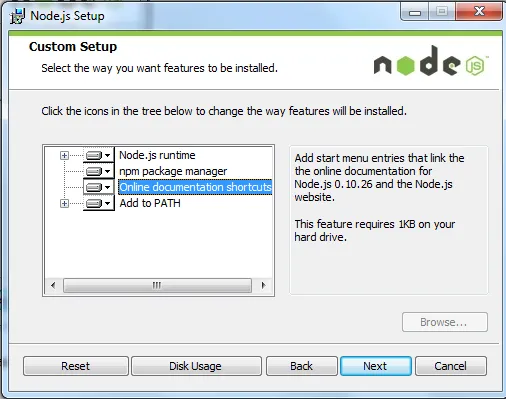 Node.js Setup
Custom Setup
Select the way you want features to be installed.
node
JS
Click the icons in the tree below to change the way features will be installed.
Node.js runtime
npm package manager
Online documentation shortcuts
Add to PATH
Add start menu entries that link the
the online documentation for
Node.js 0.10.26 and the Node.js
website.
This feature requires 1KB on your
hard drive.
Browse...
Reset
Disk Usage
Back
Next
Cancel